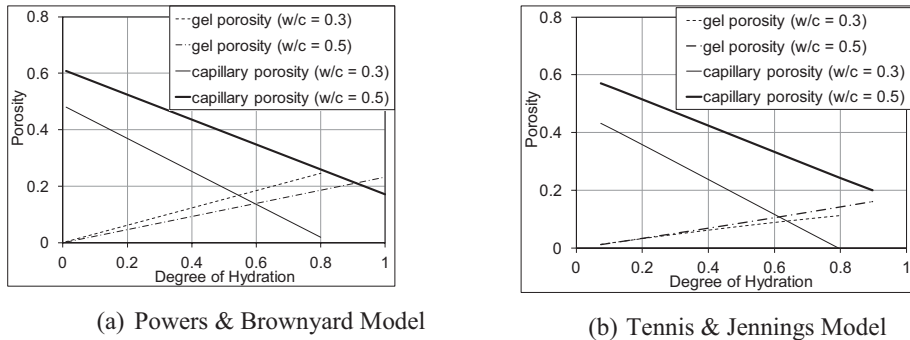 0.8
0.6
0.4
0.2
0
Porosity
gel porosity (w/c = 0.3)
gel porosity (w/c = 0.5)
capillary porosity (w/c = 0.3)
capillary porosity (w/c = 0.5)
0 0.2 0.4 0.6 0.8 1
Degree of Hydration
(a) Powers & Brownyard Model
0.8
0.6
0.4
0.2
0
Porosity
gel porosity (w/c = 0.3)
gel porosity (w/c = 0.5)
capillary porosity (w/c = 0.3)
capillary porosity (w/c = 0.5)
0 0.2 0.4 0.6 0.8 1
Degree of Hydration
(b) Tennis & Jennings Model